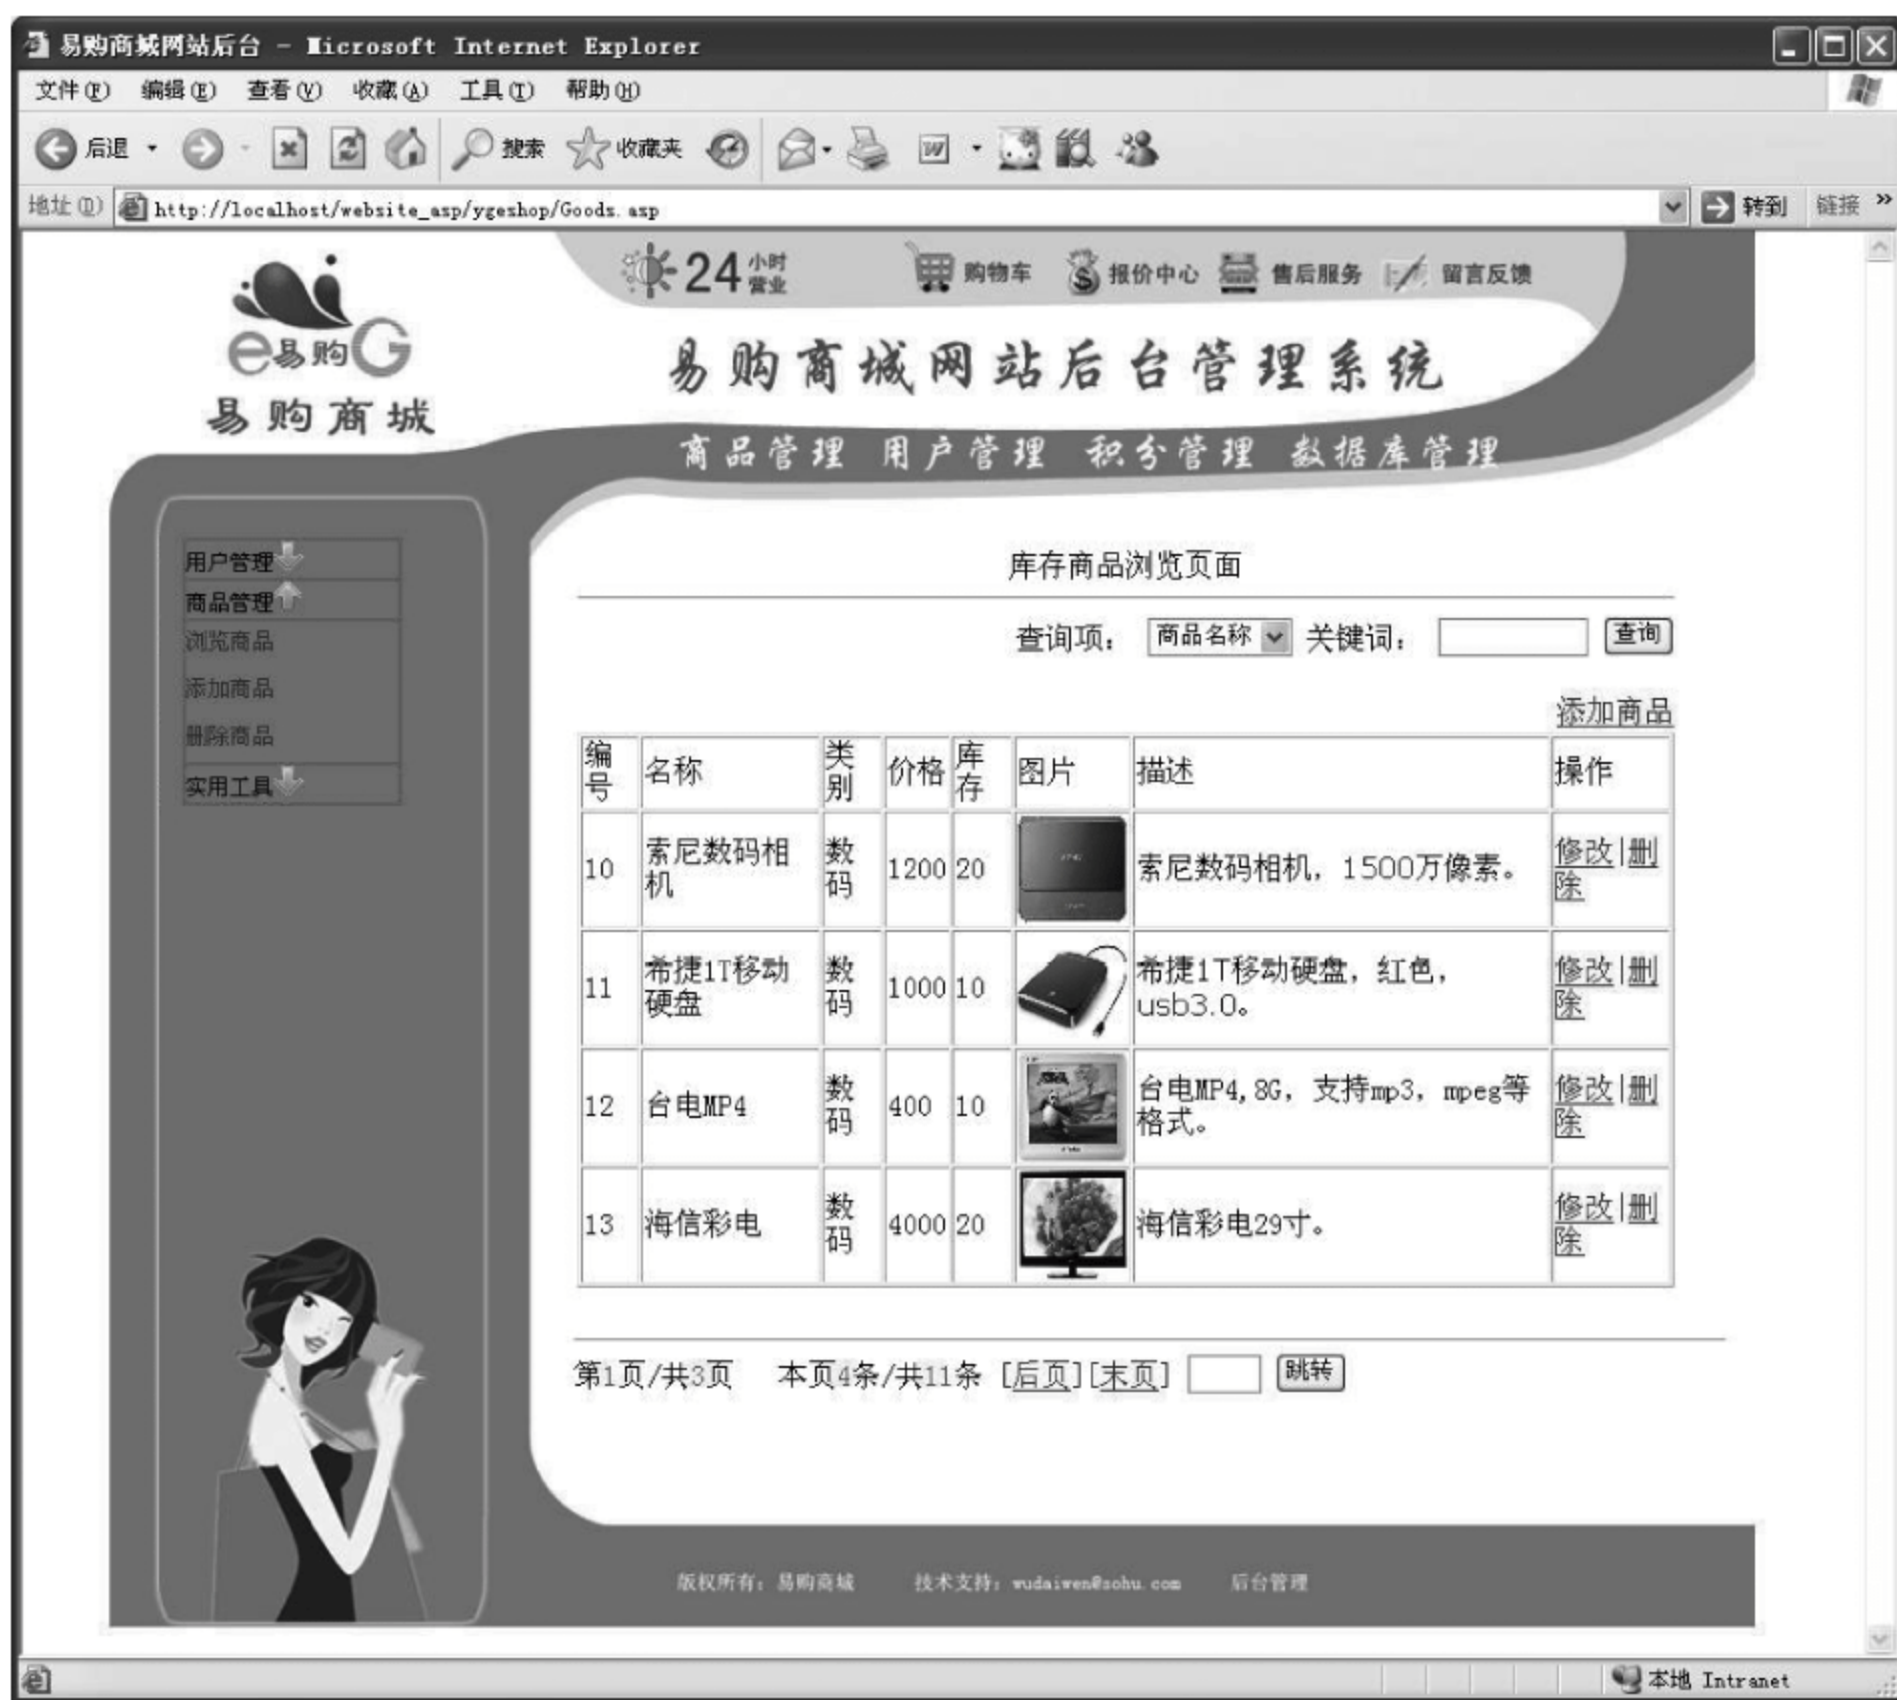 易购商城网站后台 - Microsoft Internet Explorer
文件(F) 编辑(E) 查看(V) 收藏(A) 工具(T) 帮助(H)
后退 搜索 收藏夹
地址(D) http://localhost/website_asp/ygeshop/Goods.asp 转到 链接 »
24 小时营业 购物车 报价中心 售后服务 留言反馈
e易购G
易购商城
易购商城网站后台管理系统
商品管理 用户管理 积分管理 数据库管理
用户管理
商品管理
浏览商品
添加商品
删除商品
实用工具
库存商品浏览页面
查询项： 商品名称 关键词： 查询
添加商品
编号 名称 类别 价格 库存 图片 描述 操作
10 索尼数码相机 数码 1200 20 索尼数码相机，1500万像素。 修改|删除
11 希捷1T移动硬盘 数码 1000 10 希捷1T移动硬盘，红色，usb3.0。 修改|删除
12 台电MP4 数码 400 10 台电MP4,8G，支持mp3，mpeg等格式。 修改|删除
13 海信彩电 数码 4000 20 海信彩电29寸。 修改|删除
第1页/共3页 本页4条/共11条 [后页][末页] 跳转
版权所有：易购商城 技术支持：wudaiwen@sohu.com 后台管理
本地 Intranet